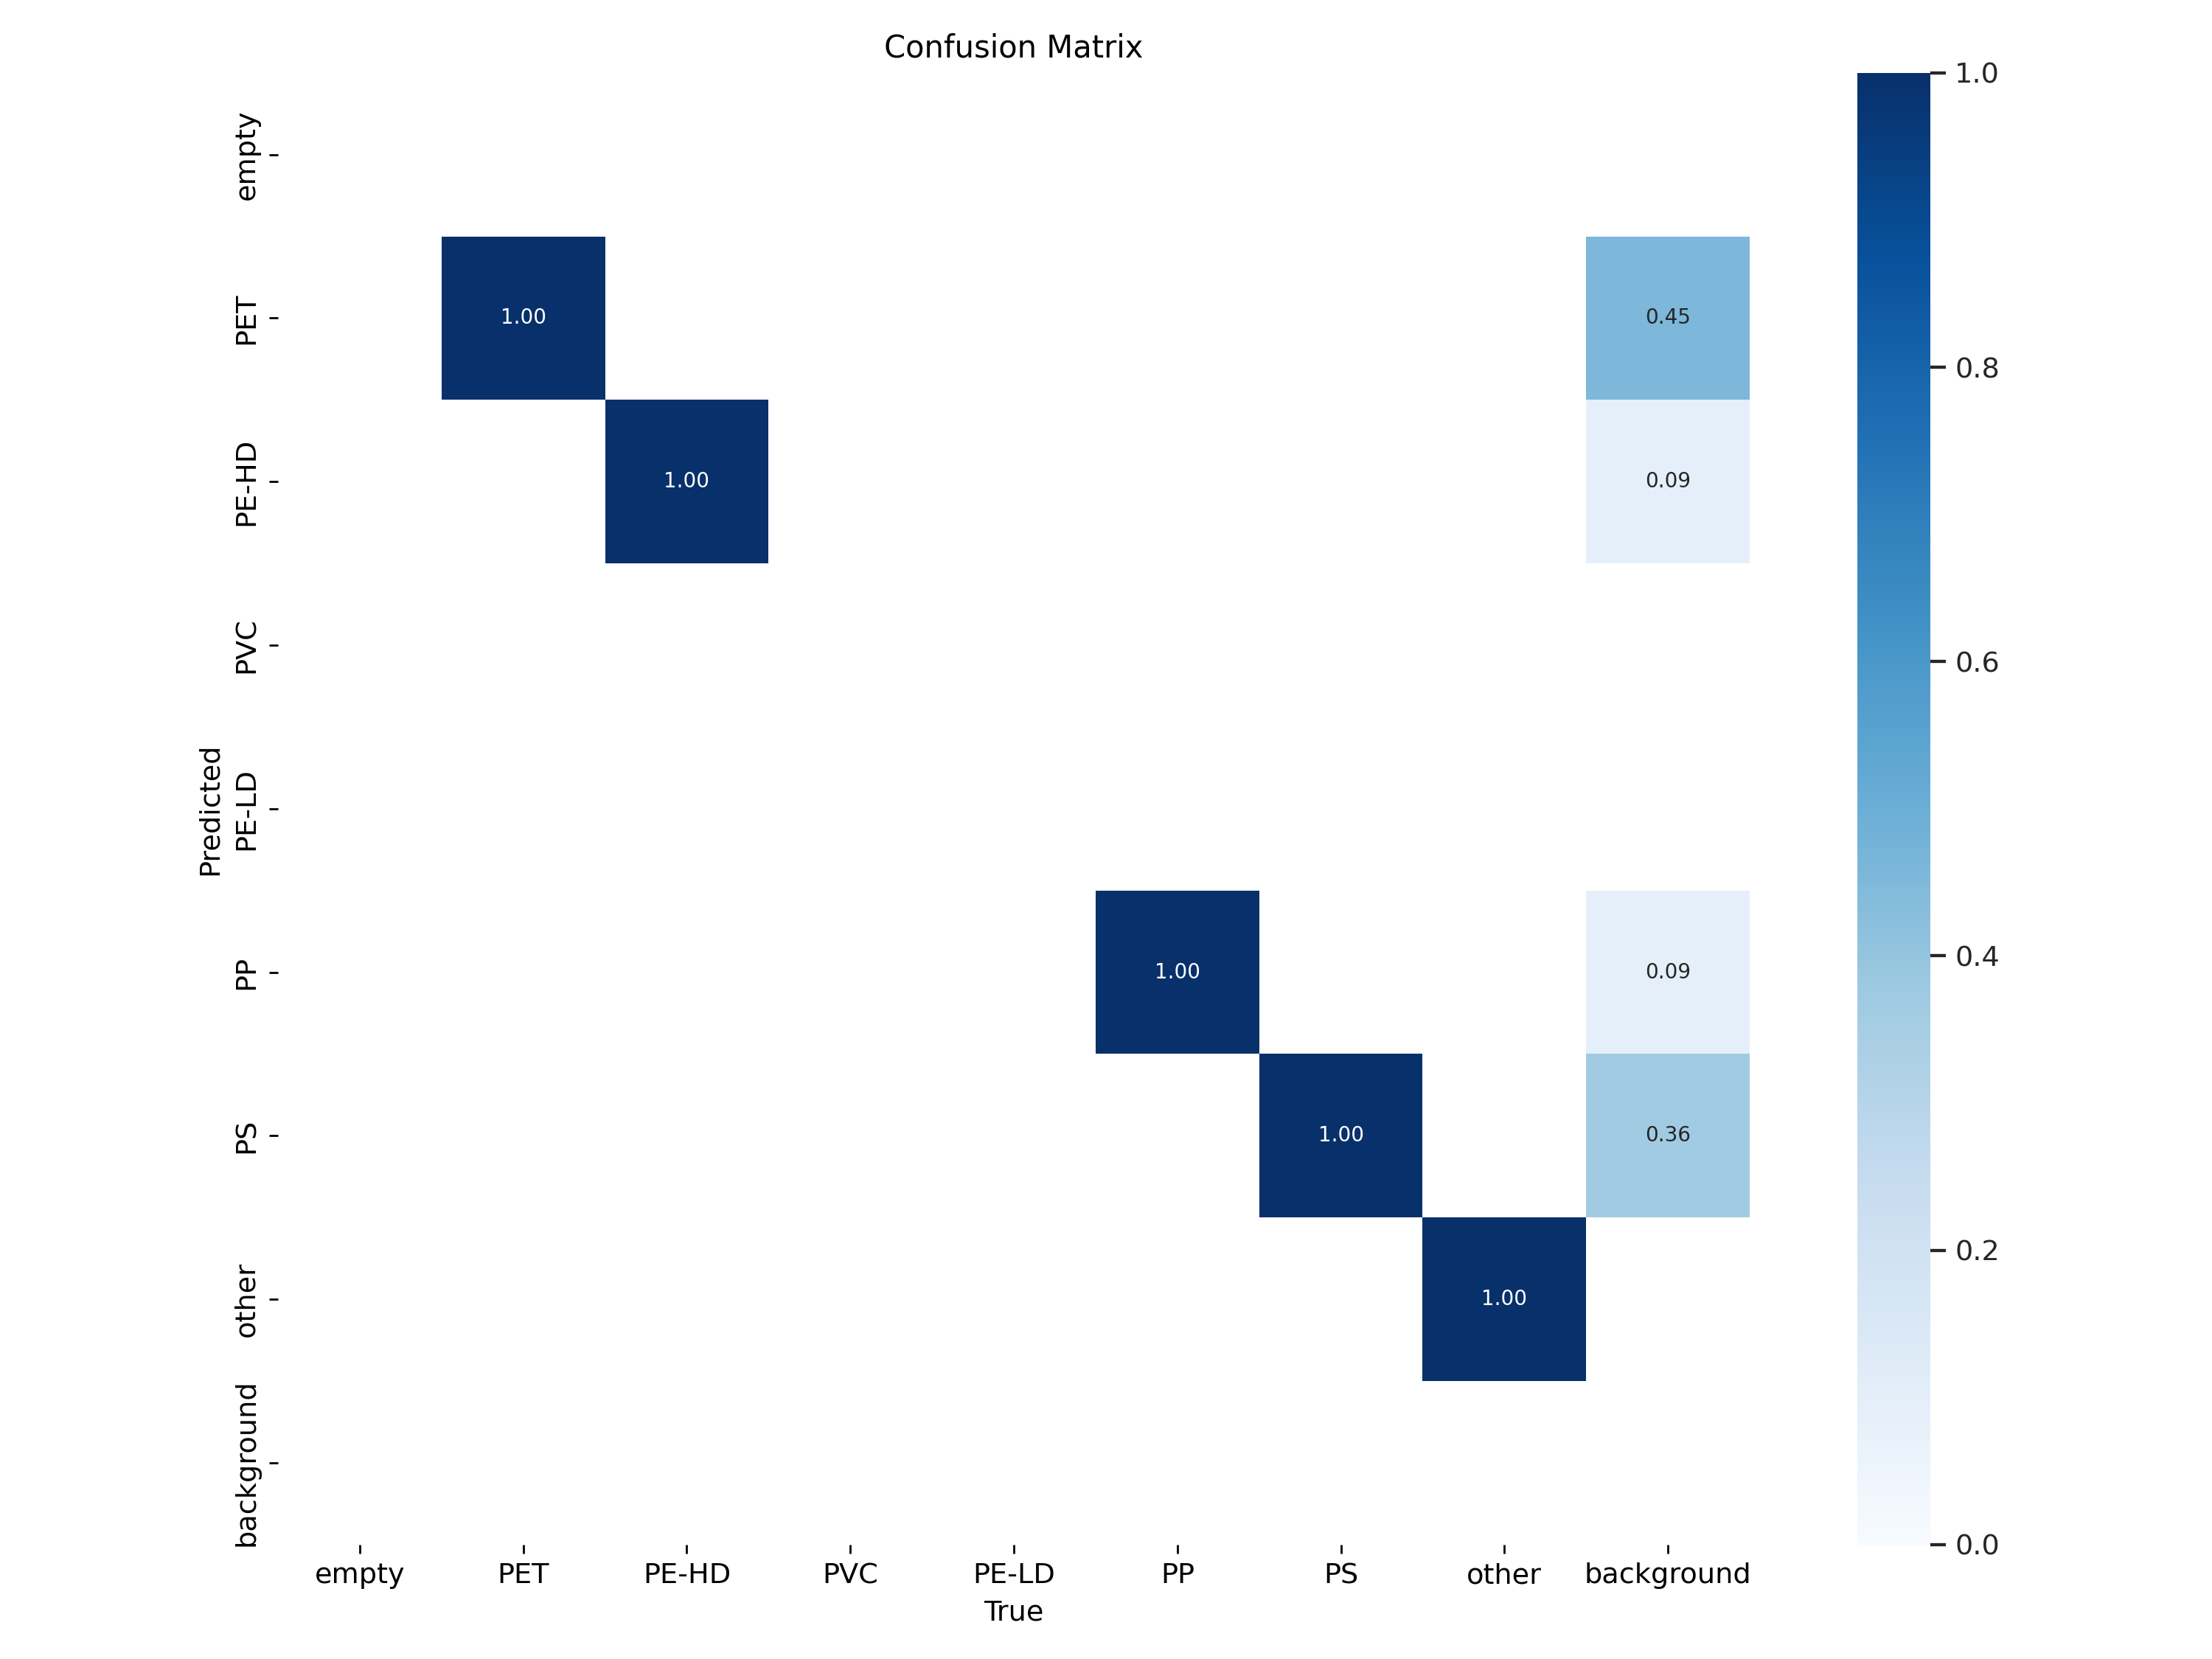 Confusion Matrix
Predicted
empty
PET
1.00
0.45
PE-HD
1.00
0.09
PVC
PE-LD
PP
1.00
0.09
PS
1.00
0.36
other
1.00
background
empty PET PE-HD PVC PE-LD PP PS other background
True
1.0
0.8
0.6
0.4
0.2
0.0